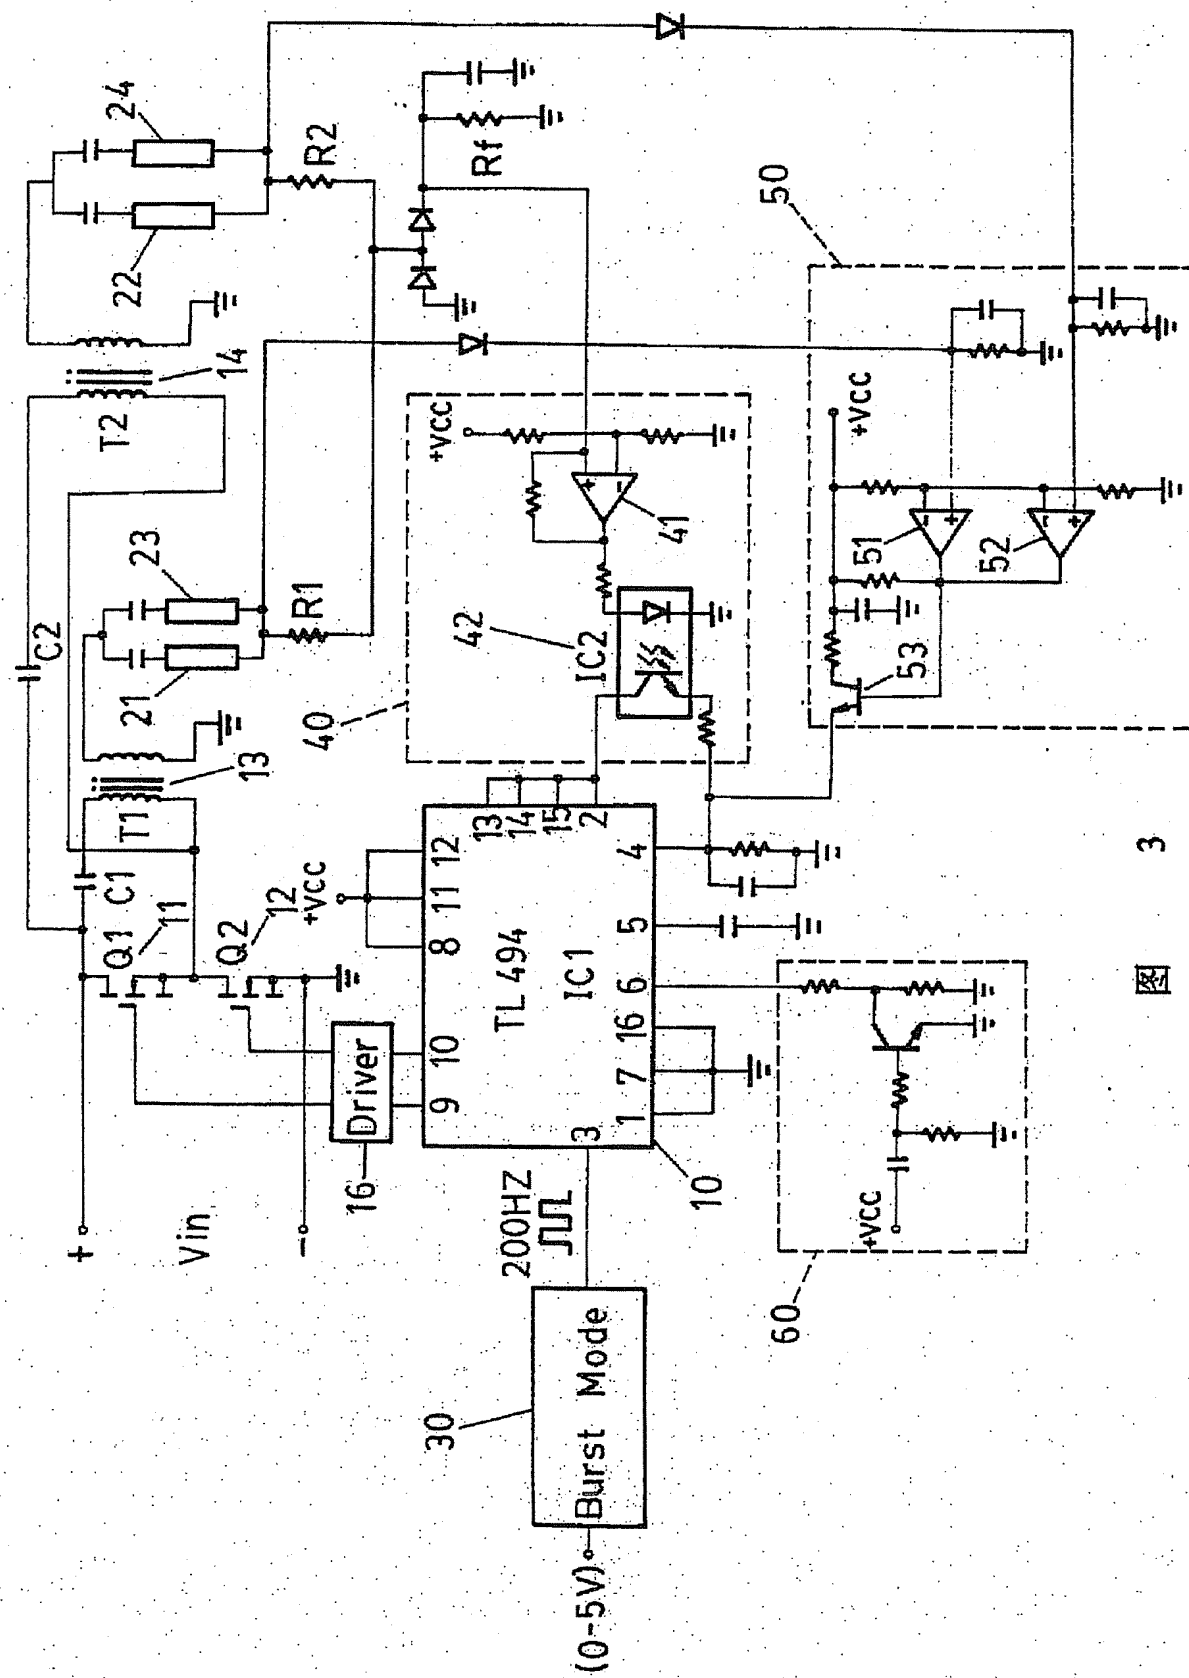 +
Vin
−
Q1
11
Q2
12
C1
C2
T1
13
21
23
R1
T2
14
22
24
R2
Rf
16
Driver
+VCC
9
10
8
11
12
TL 494
IC1
13
14
15
2
3
1
7
16
6
5
4
10
200HZ
30
Burst Mode
(0-5V)
40
42
IC2
+VCC
+
-
41
50
+VCC
51
-
+
52
-
+
53
60
+VCC
图 3